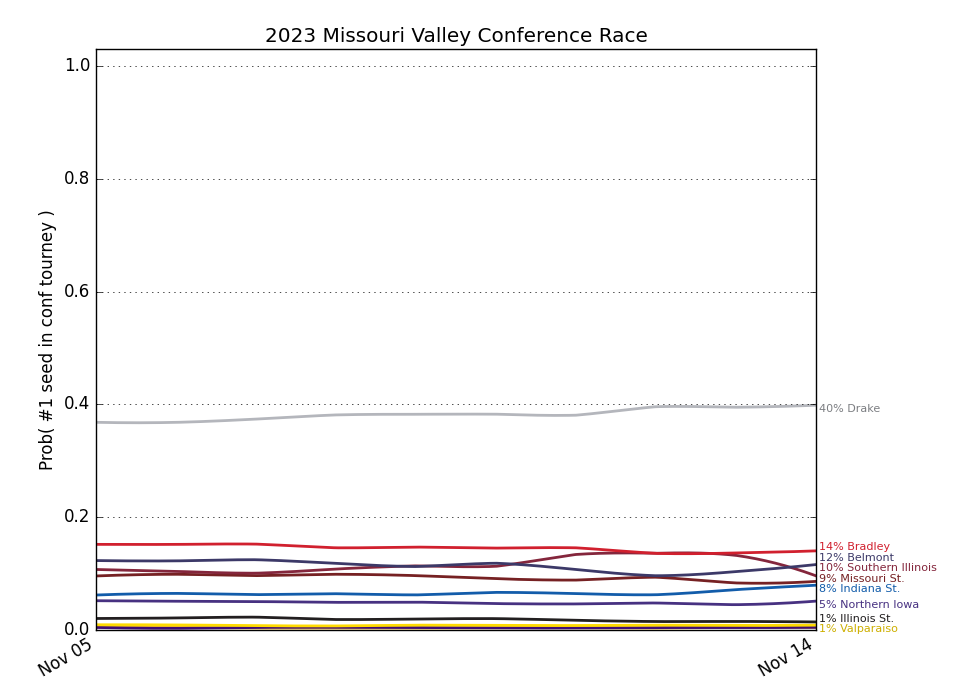 2023 Missouri Valley Conference Race
Prob( #1 seed in conf tourney )
1.0
0.8
0.6
0.4
0.2
0.0
Nov 05
Nov 14
40% Drake
14% Bradley
12% Belmont
10% Southern Illinois
9% Missouri St.
8% Indiana St.
5% Northern Iowa
1% Illinois St.
1% Valparaiso